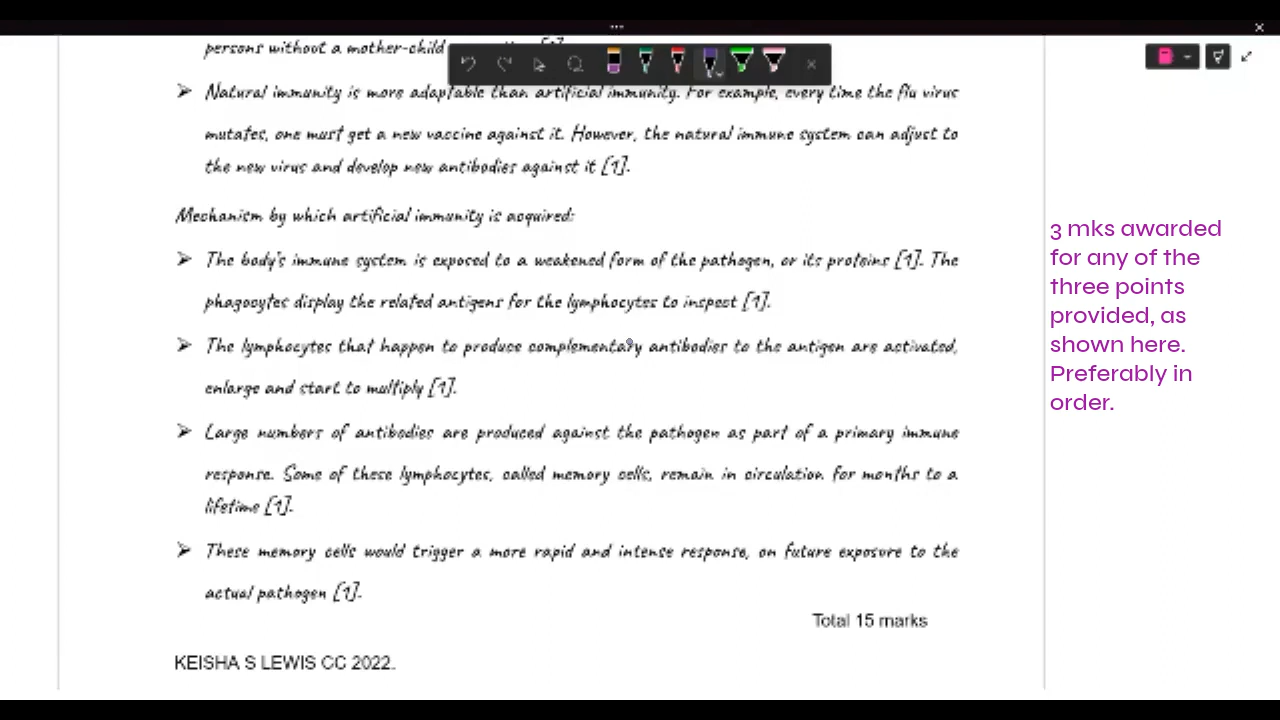 persons without a mother-child
➤ Natural immunity is more adaptable than artificial immunity. For example, every time the flu virus
mutates, one must get a new vaccine against it. However, the natural immune system can adjust to
the new virus and develop new antibodies against it [1].
Mechanism by which artificial immunity is acquired:
➤ The body's immune system is exposed to a weakened form of the pathogen, or its proteins [1]. The
phagocytes display the related antigens for the lymphocytes to inspect [1].
➤ The lymphocytes that happen to produce complementary antibodies to the antigen are activated,
enlarge and start to multiply [1].
➤ Large numbers of antibodies are produced against the pathogen as part of a primary immune
response. Some of these lymphocytes, called memory cells, remain in circulation for months to a
lifetime [1].
➤ These memory cells would trigger a more rapid and intense response, on future exposure to the
actual pathogen [1].
Total 15 marks
KEISHA S LEWIS CC 2022.
3 mks awarded
for any of the
three points
provided, as
shown here.
Preferably in
order.